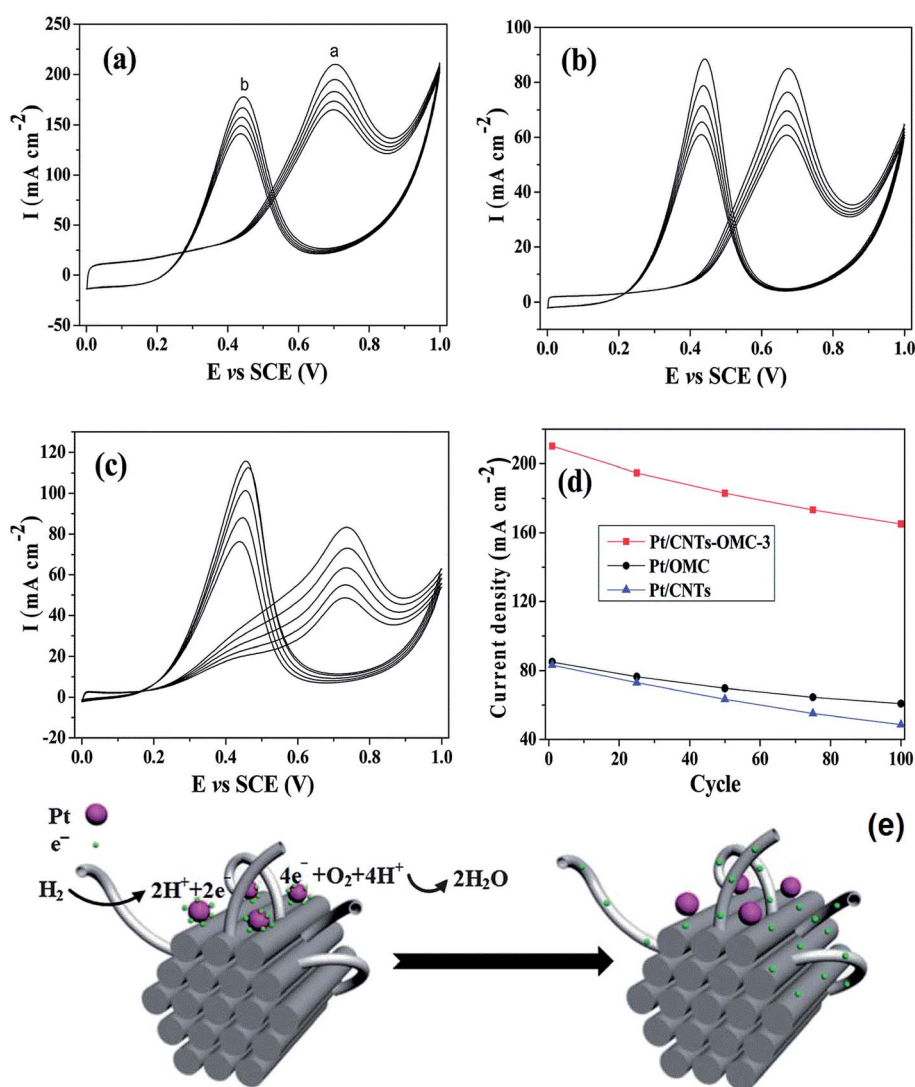 (a)
b
a
250
200
150
100
50
0
-50
I (mA cm⁻²)
0.0 0.2 0.4 0.6 0.8 1.0
E vs SCE (V)
(b)
100
80
60
40
20
0
I (mA cm⁻²)
0.0 0.2 0.4 0.6 0.8 1.0
E vs SCE (V)
(c)
120
100
80
60
40
20
0
-20
I (mA cm⁻²)
0.0 0.2 0.4 0.6 0.8 1.0
E vs SCE (V)
(d)
200
160
120
80
40
Current density (mA cm⁻²)
Pt/CNTs-OMC-3
Pt/OMC
Pt/CNTs
0 20 40 60 80 100
Cycle
(e)
Pt
e⁻
H₂ 2H⁺+2e⁻ 4e⁻+O₂+4H⁺ 2H₂O